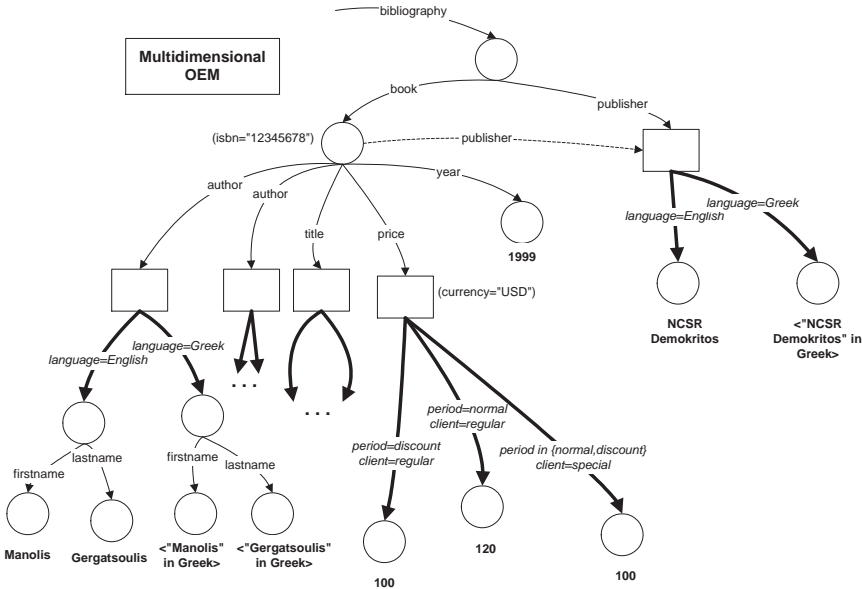 bibliography
Multidimensional
OEM
book
publisher
(isbn="12345678")
publisher
author
author
year
language=Greek
language=English
title
price
1999
(currency="USD")
NCSR
Demokritos
<"NCSR
Demokritos" in
Greek>
language=Greek
language=English
. . .
. . .
period=normal
client=regular
period=discount
client=regular
period in {normal,discount}
client=special
firstname
lastname
firstname
lastname
Manolis
Gergatsoulis
<"Manolis"
in Greek>
<"Gergatsoulis"
in Greek>
100
120
100